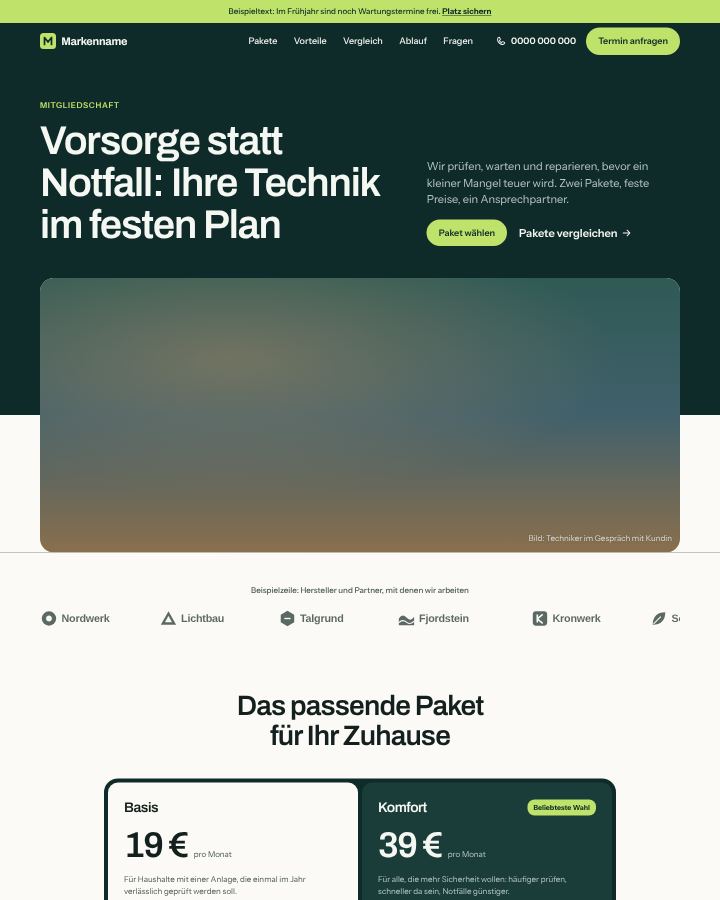 Beispieltext: Im Frühjahr sind noch Wartungstermine frei. Platz sichern
Markenname
Pakete
Vorteile
Vergleich
Ablauf
Fragen
0000 000 000
Termin anfragen
MITGLIEDSCHAFT
Vorsorge statt
Notfall: Ihre Technik
im festen Plan
Wir prüfen, warten und reparieren, bevor ein
kleiner Mangel teuer wird. Zwei Pakete, feste
Preise, ein Ansprechpartner.
Paket wählen
Pakete vergleichen →
Bild: Techniker im Gespräch mit Kundin
Beispielzeile: Hersteller und Partner, mit denen wir arbeiten
Nordwerk
Lichtbau
Talgrund
Fjordstein
Kronwerk
Das passende Paket
für Ihr Zuhause
Basis
19 € pro Monat
Für Haushalte mit einer Anlage, die einmal im Jahr
verlässlich geprüft werden soll.
Komfort
Beliebteste Wahl
39 € pro Monat
Für alle, die mehr Sicherheit wollen: häufiger prüfen,
schneller da sein, Notfälle günstiger.